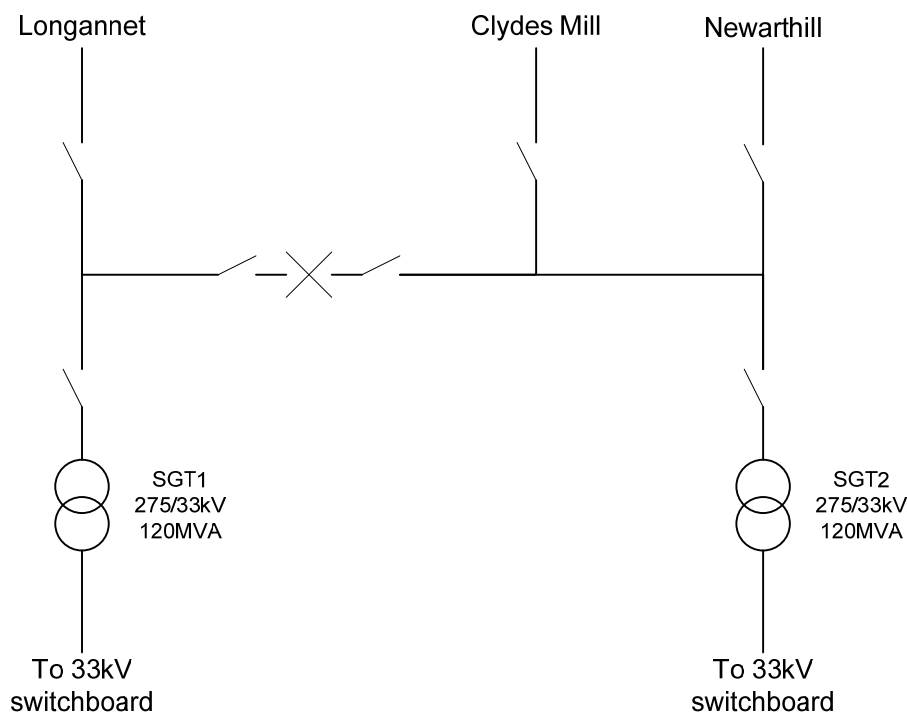 Longannet
Clydes Mill
Newarthill
SGT1
275/33kV
120MVA
SGT2
275/33kV
120MVA
To 33kV
switchboard
To 33kV
switchboard